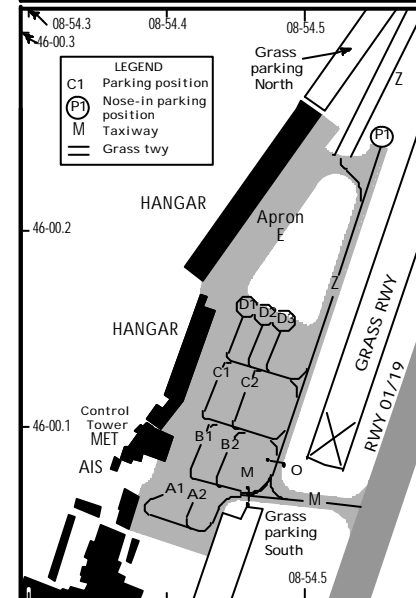 08-54.3
08-54.4
08-54.5
46-00.3
LEGEND
C1 Parking position
P1 Nose-in parking
position
M Taxiway
Grass twy
Grass
parking
North
Z
P1
HANGAR
46-00.2
Apron
E
Z
D1 D2 D3
GRASS RWY
HANGAR
C1 C2
RWY 01/19
Control
Tower
MET
46-00.1
B1 B2
AIS
M
O
A1 A2
M
Grass
parking
South
08-54.5